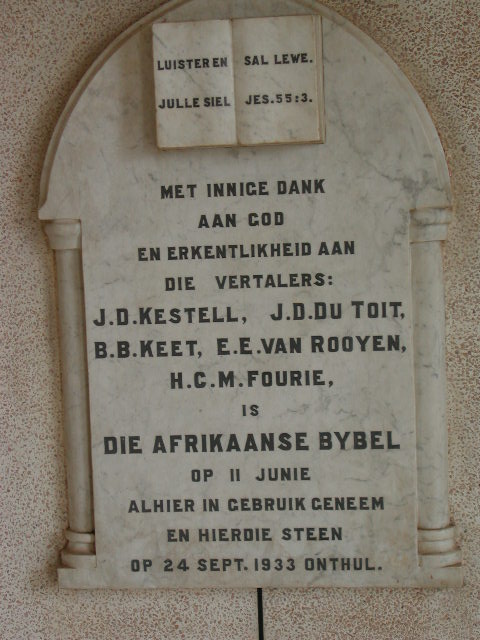 LUISTER EN SAL LEWE.
JULLE SIEL JES. 55:3.
MET INNIGE DANK
AAN GOD
EN ERKENTLIKHEID AAN
DIE VERTALERS:
J.D. KESTELL, J.D. DU TOIT,
B.B. KEET, E.E. VAN ROOYEN,
H.C.M. FOURIE,
IS
DIE AFRIKAANSE BYBEL
OP 11 JUNIE
ALHIER IN GEBRUIK GENEEM
EN HIERDIE STEEN
OP 24 SEPT. 1933 ONTHUL.